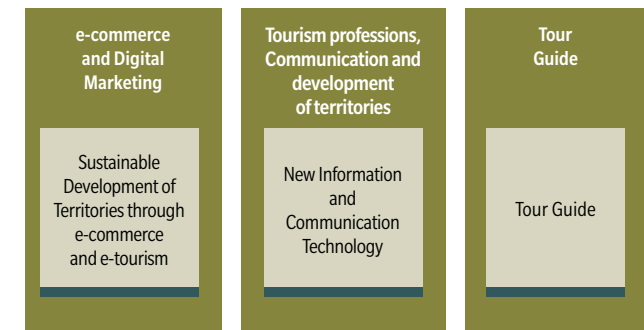 e-commerce
and Digital
Marketing
Sustainable
Development of
Territories through
e-commerce
and e-tourism
Tourism professions,
Communication and
development
of territories
New Information
and
Communication
Technology
Tour
Guide
Tour Guide